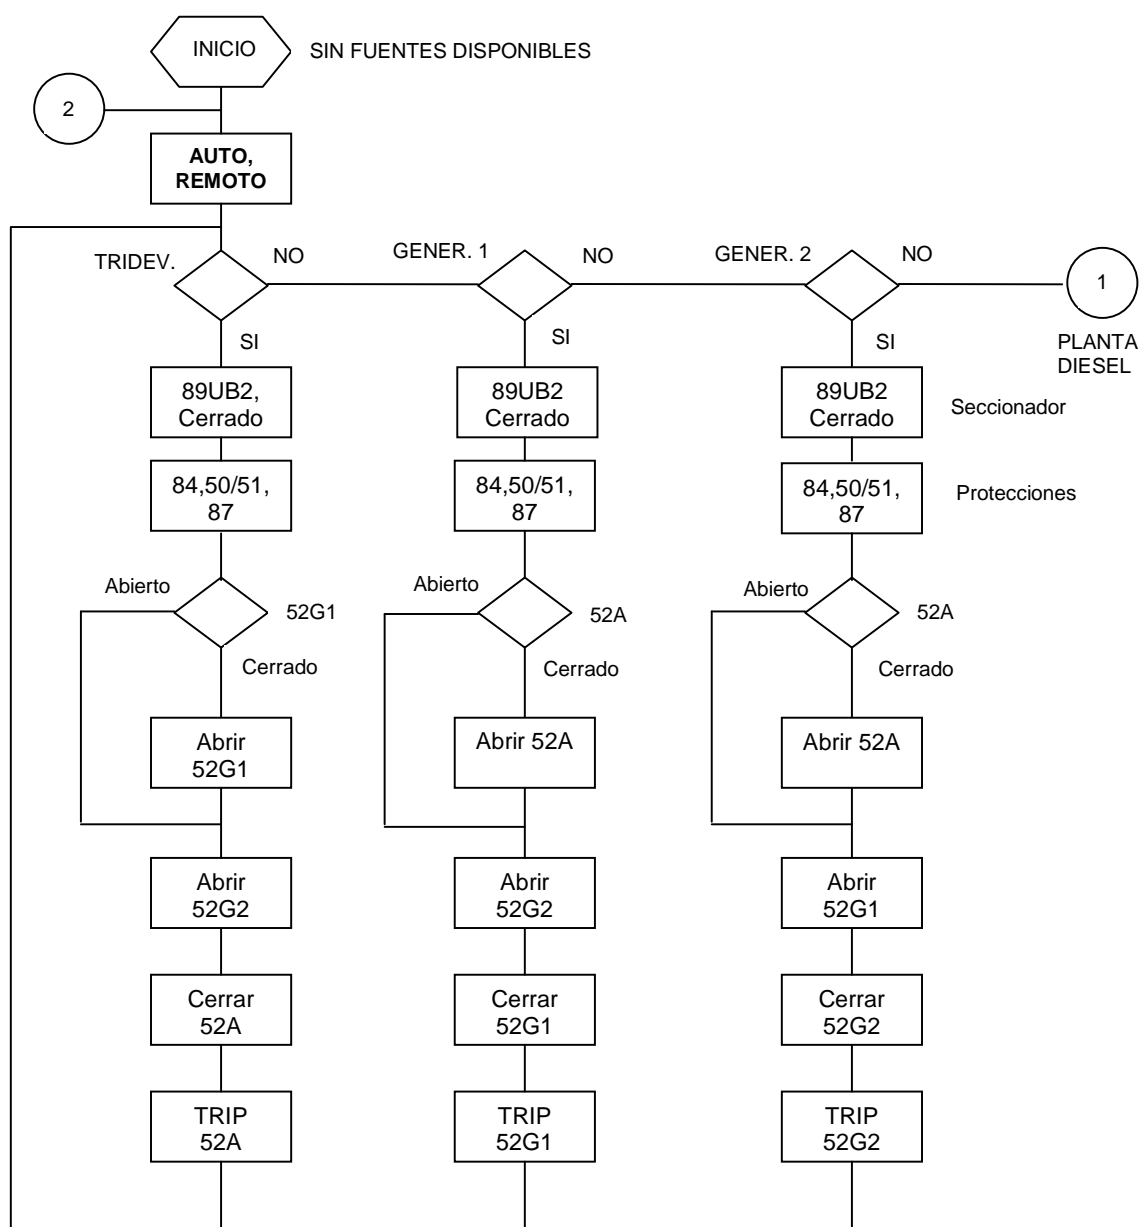 INICIO
SIN FUENTES DISPONIBLES
2
AUTO,
REMOTO
TRIDEV.
NO
GENER. 1
NO
GENER. 2
NO
1
SI
SI
SI
PLANTA
DIESEL
89UB2,
Cerrado
89UB2
Cerrado
89UB2
Cerrado
Seccionador
84,50/51,
87
84,50/51,
87
84,50/51,
87
Protecciones
Abierto
52G1
Cerrado
Abierto
52A
Cerrado
Abierto
52A
Cerrado
Abrir
52G1
Abrir 52A
Abrir 52A
Abrir
52G2
Abrir
52G2
Abrir
52G1
Cerrar
52A
Cerrar
52G1
Cerrar
52G2
TRIP
52A
TRIP
52G1
TRIP
52G2